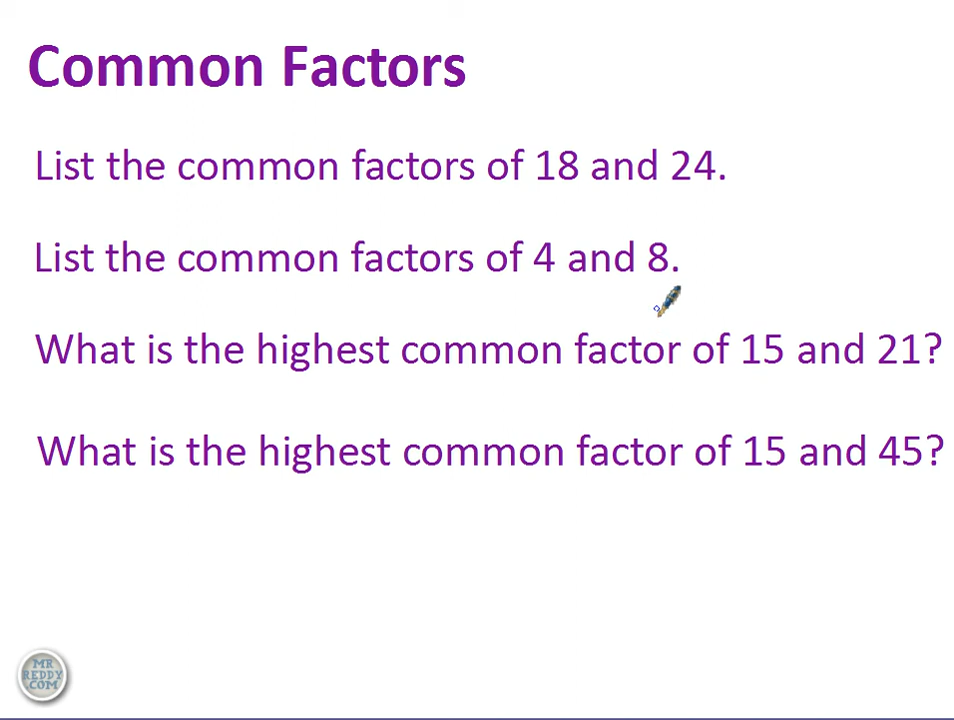 Common Factors
List the common factors of 18 and 24.
List the common factors of 4 and 8.
What is the highest common factor of 15 and 21?
What is the highest common factor of 15 and 45?
MR
REDDY
COM